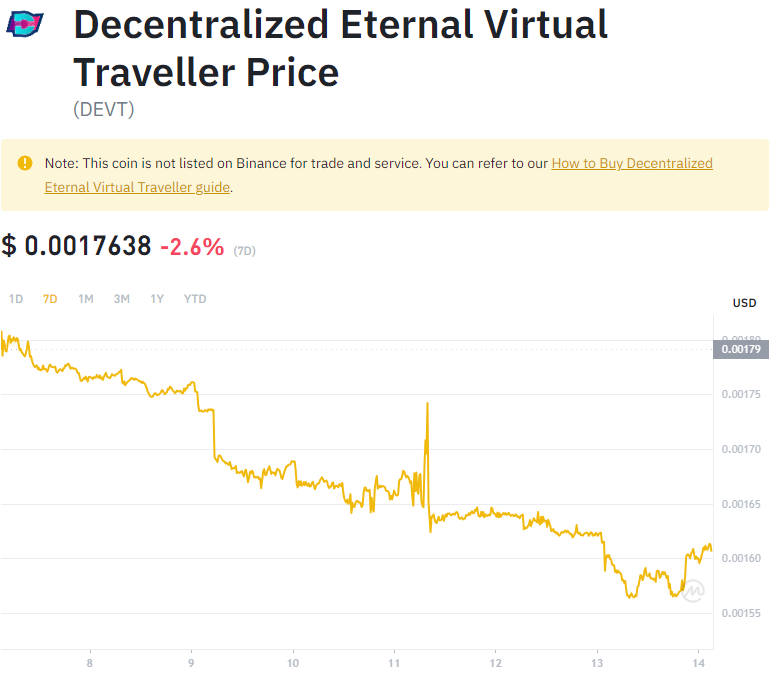 Decentralized Eternal Virtual
Traveller Price
(DEVT)
Note: This coin is not listed on Binance for trade and service. You can refer to our How to Buy Decentralized
Eternal Virtual Traveller guide.
$ 0.0017638 -2.6% (7D)
1D 7D 1M 3M 1Y YTD
USD
0.00180
0.00179
0.00175
0.00170
0.00165
0.00160
0.00155
8 9 10 11 12 13 14